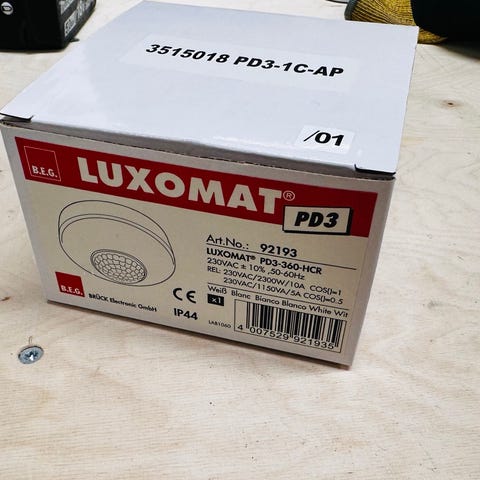 3515018 PD3-1C-AP
/01
B.E.G. LUXOMAT® PD3
Art.No.: 92193
LUXOMAT® PD3-360-HCR
230VAC ± 10% ,50-60Hz
REL: 230VAC/2300W/10A COS()=1
230VAC/1150VA/5A COS()=0.5
Weiß Blanc Bianco Blanco White Wit
B.E.G. BRÜCK Electronic GmbH
CE IP44 x1
LAB1060
4 007529 921935